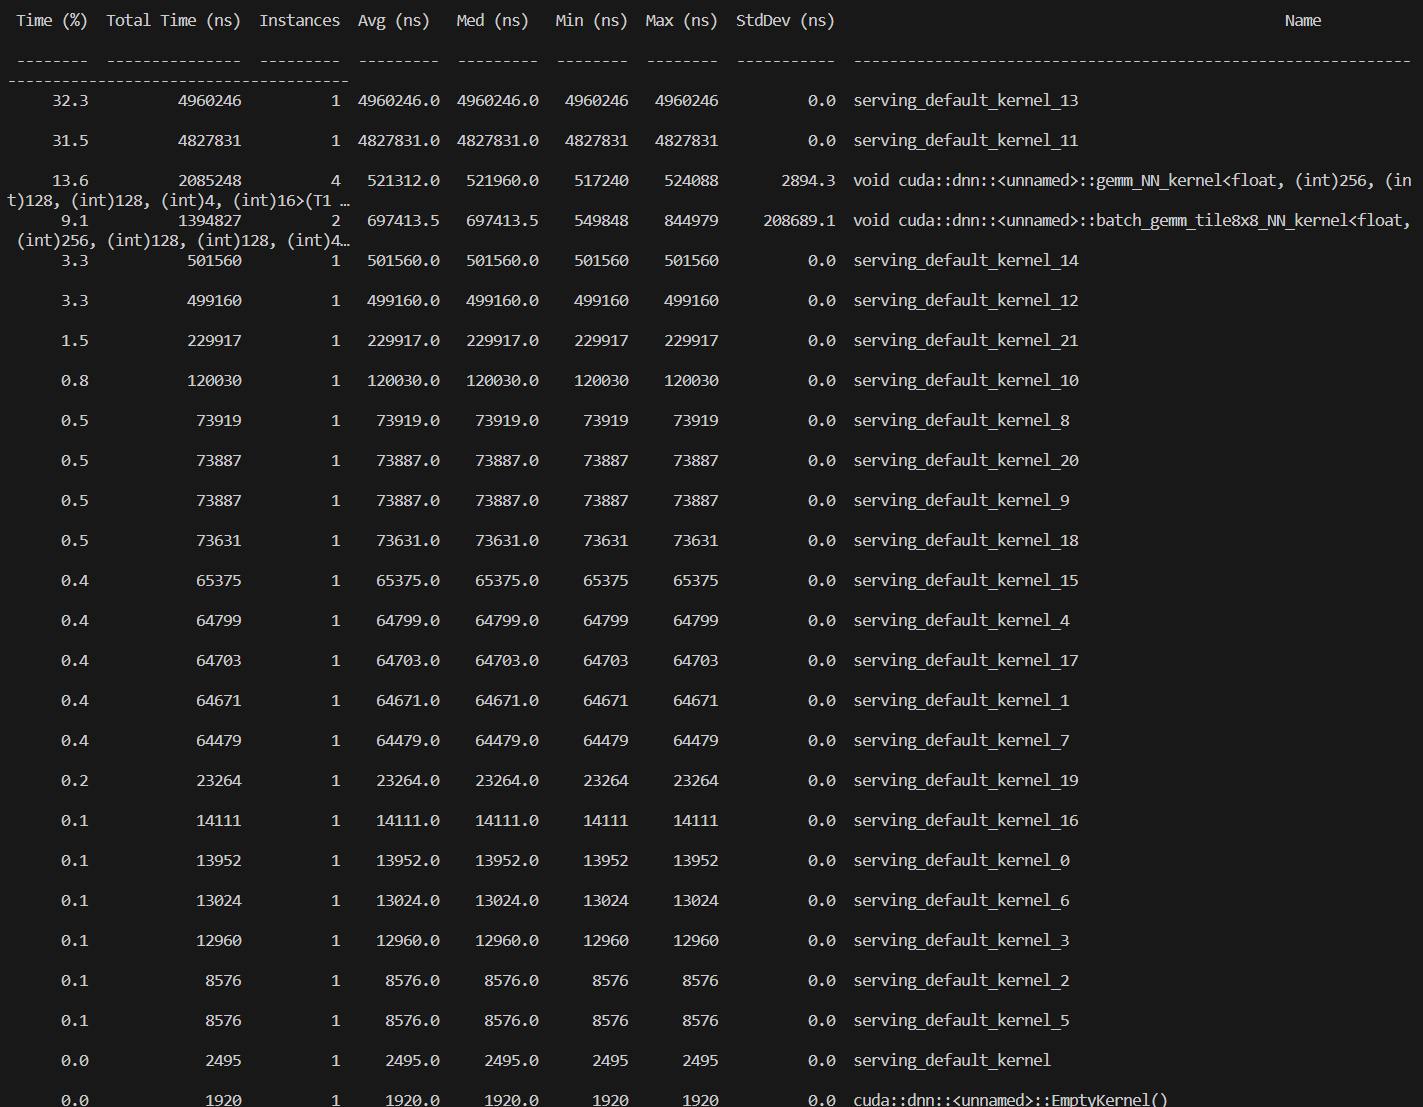 Time (%)  Total Time (ns)  Instances  Avg (ns)  Med (ns)  Min (ns)  Max (ns)  StdDev (ns)  Name
--------  ---------------  ---------  ---------  ---------  --------  --------  -----------  --------------------------------------------------------------
--------------------------------------
32.3  4960246  1  4960246.0  4960246.0  4960246  4960246  0.0  serving_default_kernel_13
31.5  4827831  1  4827831.0  4827831.0  4827831  4827831  0.0  serving_default_kernel_11
13.6  2085248  4  521312.0  521960.0  517240  524088  2894.3  void cuda::dnn::<unnamed>::gemm_NN_kernel<float, (int)256, (in
t)128, (int)128, (int)4, (int)16>(T1 …
9.1  1394827  2  697413.5  697413.5  549848  844979  208689.1  void cuda::dnn::<unnamed>::batch_gemm_tile8x8_NN_kernel<float,
(int)256, (int)128, (int)128, (int)4…
3.3  501560  1  501560.0  501560.0  501560  501560  0.0  serving_default_kernel_14
3.3  499160  1  499160.0  499160.0  499160  499160  0.0  serving_default_kernel_12
1.5  229917  1  229917.0  229917.0  229917  229917  0.0  serving_default_kernel_21
0.8  120030  1  120030.0  120030.0  120030  120030  0.0  serving_default_kernel_10
0.5  73919  1  73919.0  73919.0  73919  73919  0.0  serving_default_kernel_8
0.5  73887  1  73887.0  73887.0  73887  73887  0.0  serving_default_kernel_20
0.5  73887  1  73887.0  73887.0  73887  73887  0.0  serving_default_kernel_9
0.5  73631  1  73631.0  73631.0  73631  73631  0.0  serving_default_kernel_18
0.4  65375  1  65375.0  65375.0  65375  65375  0.0  serving_default_kernel_15
0.4  64799  1  64799.0  64799.0  64799  64799  0.0  serving_default_kernel_4
0.4  64703  1  64703.0  64703.0  64703  64703  0.0  serving_default_kernel_17
0.4  64671  1  64671.0  64671.0  64671  64671  0.0  serving_default_kernel_1
0.4  64479  1  64479.0  64479.0  64479  64479  0.0  serving_default_kernel_7
0.2  23264  1  23264.0  23264.0  23264  23264  0.0  serving_default_kernel_19
0.1  14111  1  14111.0  14111.0  14111  14111  0.0  serving_default_kernel_16
0.1  13952  1  13952.0  13952.0  13952  13952  0.0  serving_default_kernel_0
0.1  13024  1  13024.0  13024.0  13024  13024  0.0  serving_default_kernel_6
0.1  12960  1  12960.0  12960.0  12960  12960  0.0  serving_default_kernel_3
0.1  8576  1  8576.0  8576.0  8576  8576  0.0  serving_default_kernel_2
0.1  8576  1  8576.0  8576.0  8576  8576  0.0  serving_default_kernel_5
0.0  2495  1  2495.0  2495.0  2495  2495  0.0  serving_default_kernel
0.0  1920  1  1920.0  1920.0  1920  1920  0.0  cuda::dnn::<unnamed>::EmptyKernel()